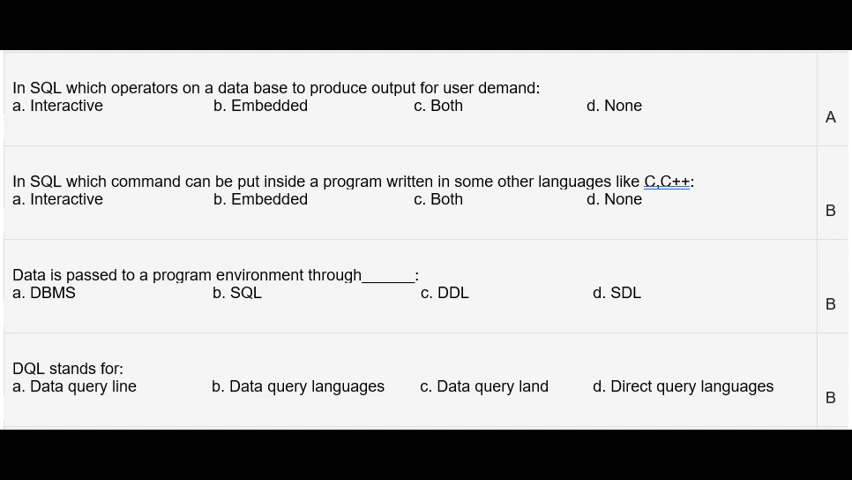 In SQL which operators on a data base to produce output for user demand:
a. Interactive b. Embedded c. Both d. None
A
In SQL which command can be put inside a program written in some other languages like C,C++:
a. Interactive b. Embedded c. Both d. None
B
Data is passed to a program environment through______:
a. DBMS b. SQL c. DDL d. SDL
B
DQL stands for:
a. Data query line b. Data query languages c. Data query land d. Direct query languages
B